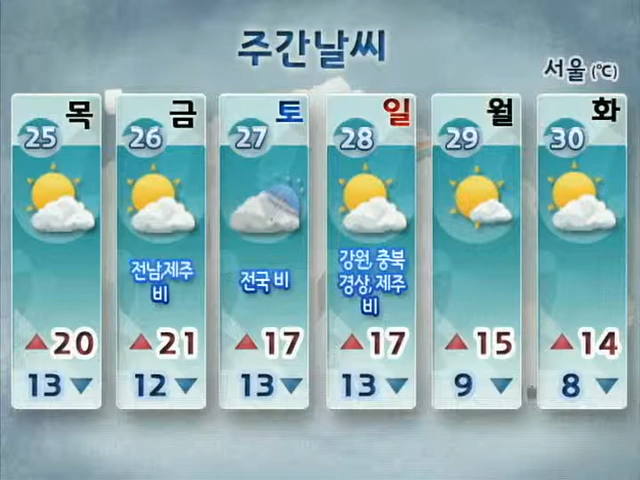 주간날씨
서울 (℃)
목 금 토 일 월 화
25 26 27 28 29 30
전남,제주
비
전국 비
강원, 충북
경상, 제주
비
▲20 ▲21 ▲17 ▲17 ▲15 ▲14
13▼ 12▼ 13▼ 13▼ 9▼ 8▼